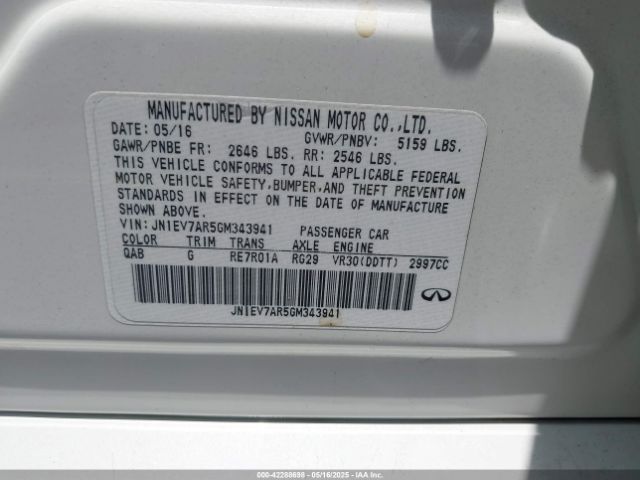 MANUFACTURED BY NISSAN MOTOR CO.,LTD.
DATE: 05/16 GVWR/PNBV: 5159 LBS.
GAWR/PNBE FR: 2646 LBS. RR: 2546 LBS.
THIS VEHICLE CONFORMS TO ALL APPLICABLE FEDERAL
MOTOR VEHICLE SAFETY,BUMPER,AND THEFT PREVENTION
STANDARDS IN EFFECT ON THE DATE OF MANUFACTURE
SHOWN ABOVE.
VIN: JN1EV7AR5GM343941 PASSENGER CAR
COLOR TRIM TRANS AXLE ENGINE
QAB G RE7R01A RG29 VR30(DDTT) 2997CC
JN1EV7AR5GM343941
000-42288698 - 05/16/2025 - IAA Inc.